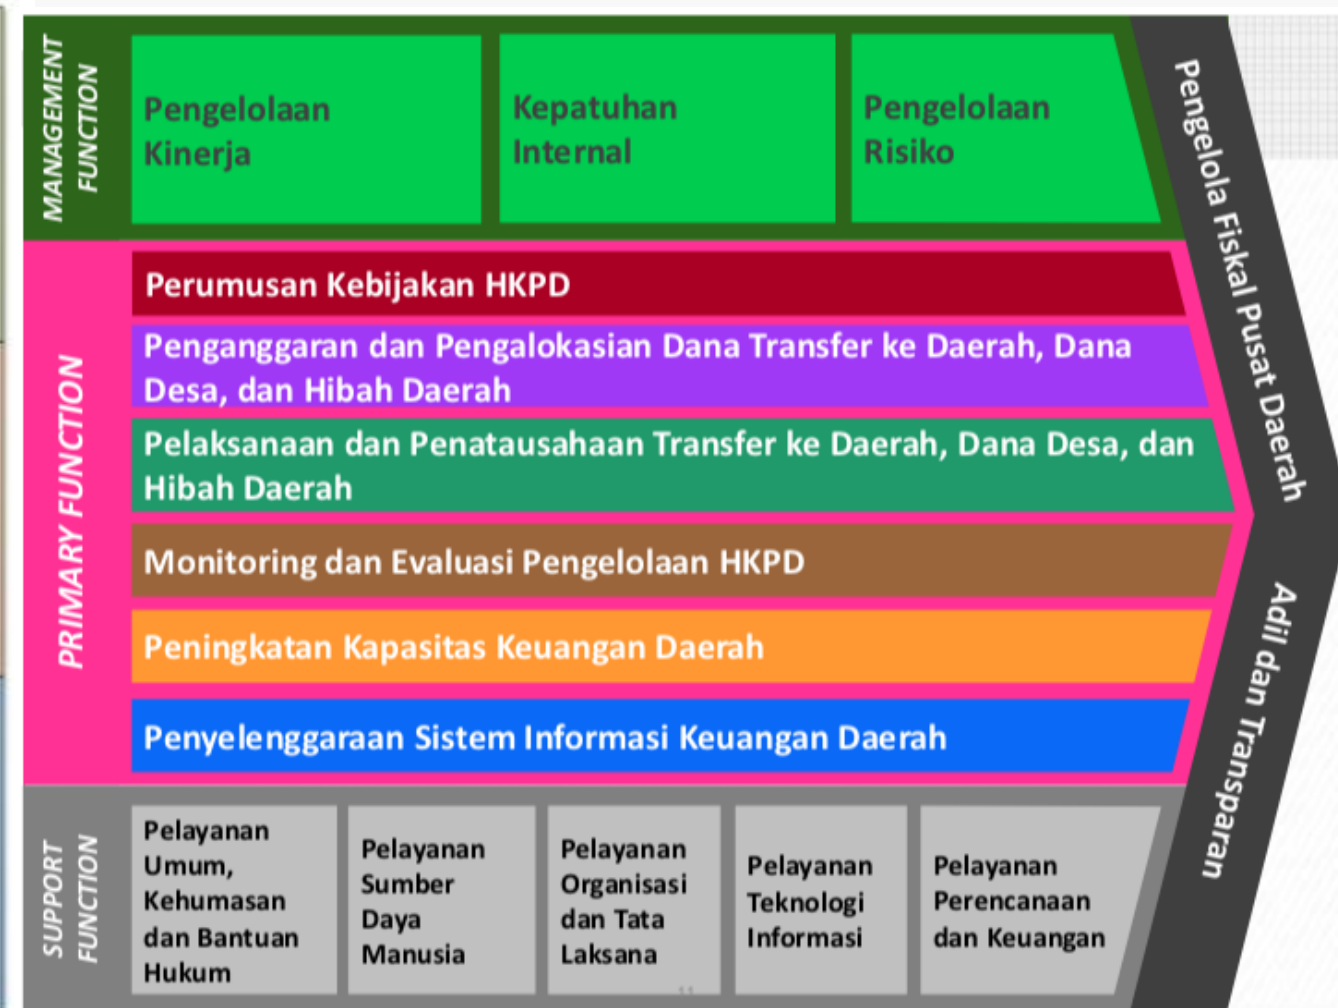 MANAGEMENT
FUNCTION
Pengelolaan
Kinerja
Kepatuhan
Internal
Pengelolaan
Risiko
PRIMARY FUNCTION
Perumusan Kebijakan HKPD
Penganggaran dan Pengalokasian Dana Transfer ke Daerah, Dana
Desa, dan Hibah Daerah
Pelaksanaan dan Penatausahaan Transfer ke Daerah, Dana Desa, dan
Hibah Daerah
Monitoring dan Evaluasi Pengelolaan HKPD
Peningkatan Kapasitas Keuangan Daerah
Penyelenggaraan Sistem Informasi Keuangan Daerah
SUPPORT
FUNCTION
Pelayanan
Umum,
Kehumasan
dan Bantuan
Hukum
Pelayanan
Sumber
Daya
Manusia
Pelayanan
Organisasi
dan Tata
Laksana
Pelayanan
Teknologi
Informasi
Pelayanan
Perencanaan
dan Keuangan
Pengelola Fiskal Pusat Daerah
Adil dan Transparan
11